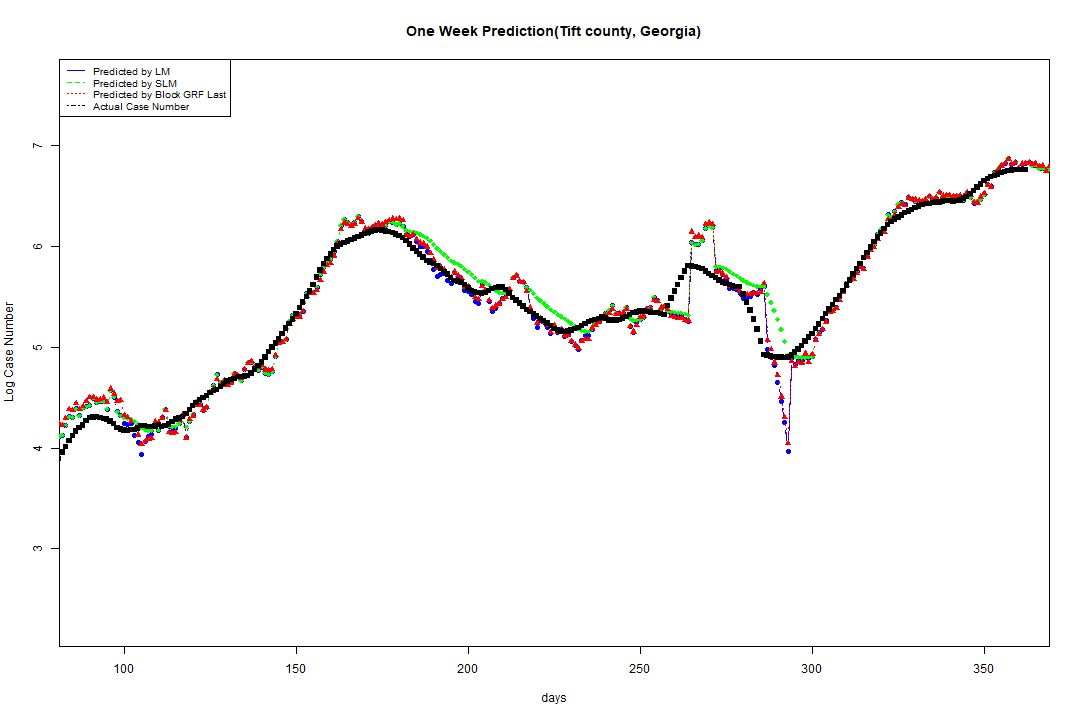 One Week Prediction(Tift county, Georgia)
Predicted by LM
Predicted by SLM
Predicted by Block GRF Last
Actual Case Number
7
6
5
4
3
Log Case Number
100 150 200 250 300 350
days